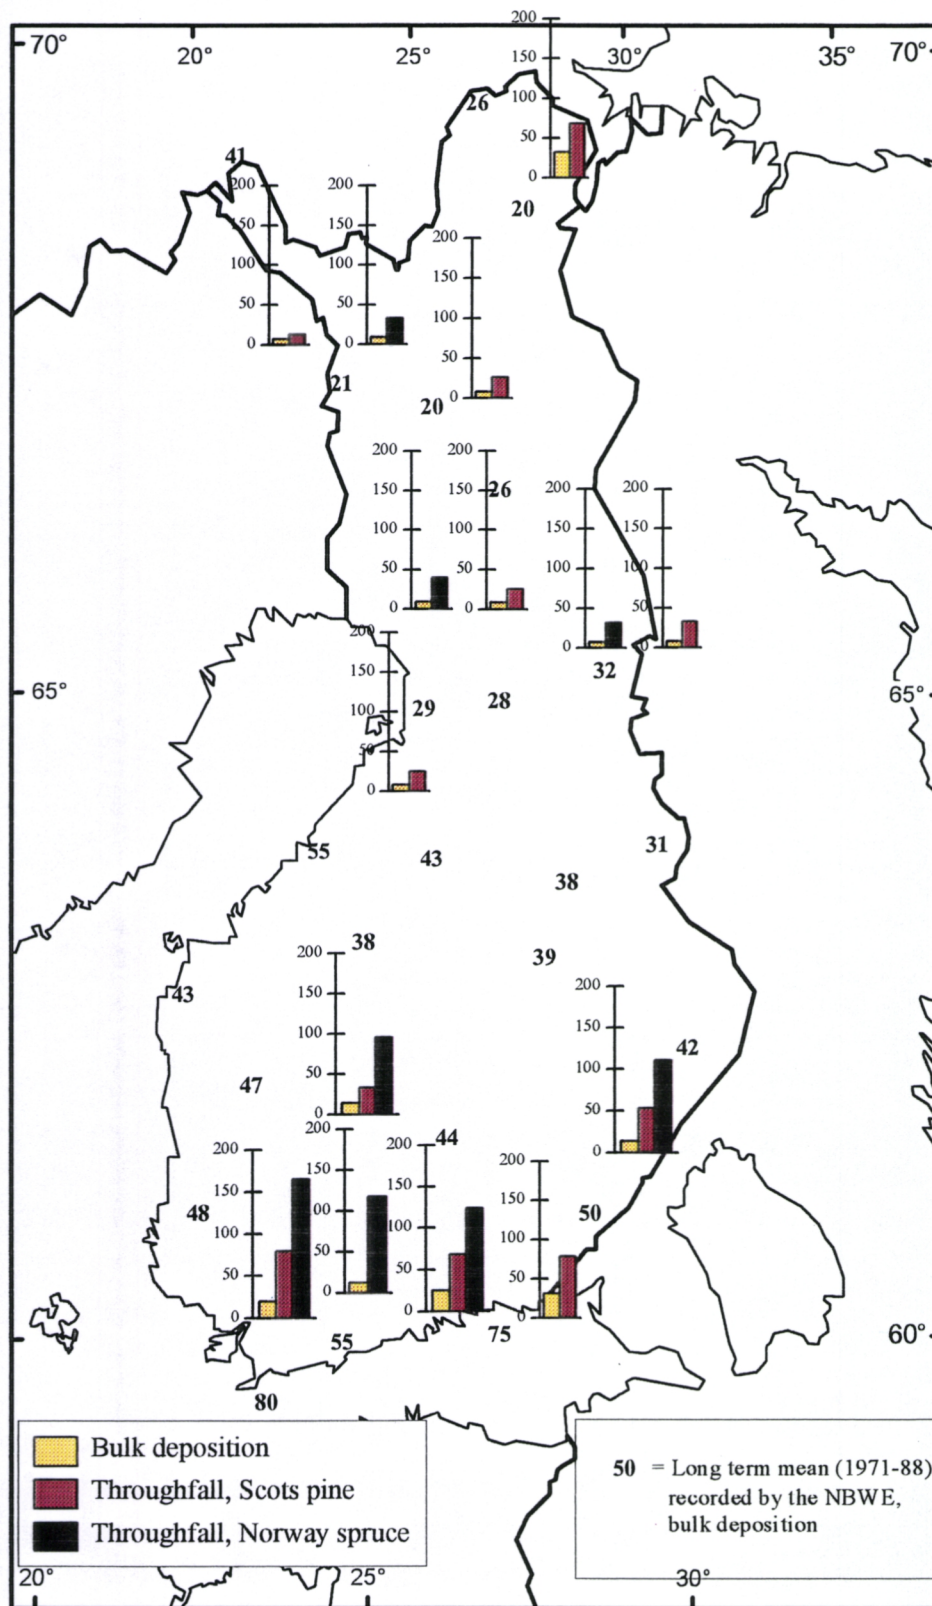 200
70° 20° 25° 30° 35° 70°
150
26 100
50
41 0
200 200 20
150 150 200
100 100 150
50 50 100
0 0 50
21 0
20
200 200
150 150 26 200 200
100 100 150 150
50 50 100 100
0 0 50 50
200 0 0
150 32
65° 29 28 65°
100
50
0
55 43 31
38
38 39
200
43 150 200
100 150 42
47 50 100
0 50
200 200 44 0
150 150 200 200
48 100 100 150 150 50
50 50 100 100
0 0 50 50
0 0
55 75 60°
80
Bulk deposition
Throughfall, Scots pine
Throughfall, Norway spruce
50 = Long term mean (1971-88)
recorded by the NBWE,
bulk deposition
20° 25° 30°